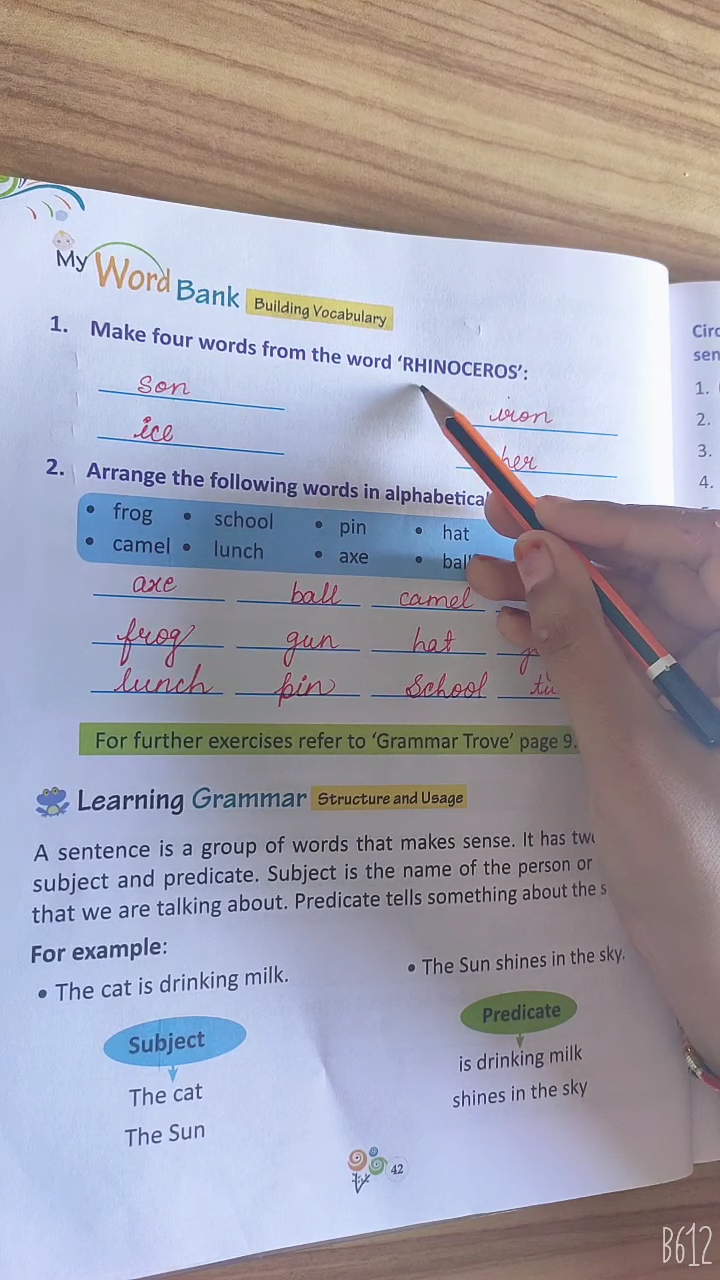 My Word Bank Building Vocabulary
1. Make four words from the word 'RHINOCEROS':
son iron
ice her
2. Arrange the following words in alphabetical
• frog • school • pin • hat
• camel • lunch • axe • ball
axe ball camel
frog gun hat
lunch pin School
For further exercises refer to 'Grammar Trove' page 9.
Learning Grammar Structure and Usage
A sentence is a group of words that makes sense. It has
subject and predicate. Subject is the name of the person or
that we are talking about. Predicate tells something about the
For example:
• The cat is drinking milk. • The Sun shines in the sky.
Subject Predicate
The cat is drinking milk
The Sun shines in the sky
42
Circ
sen
1.
2.
3.
4.
B612